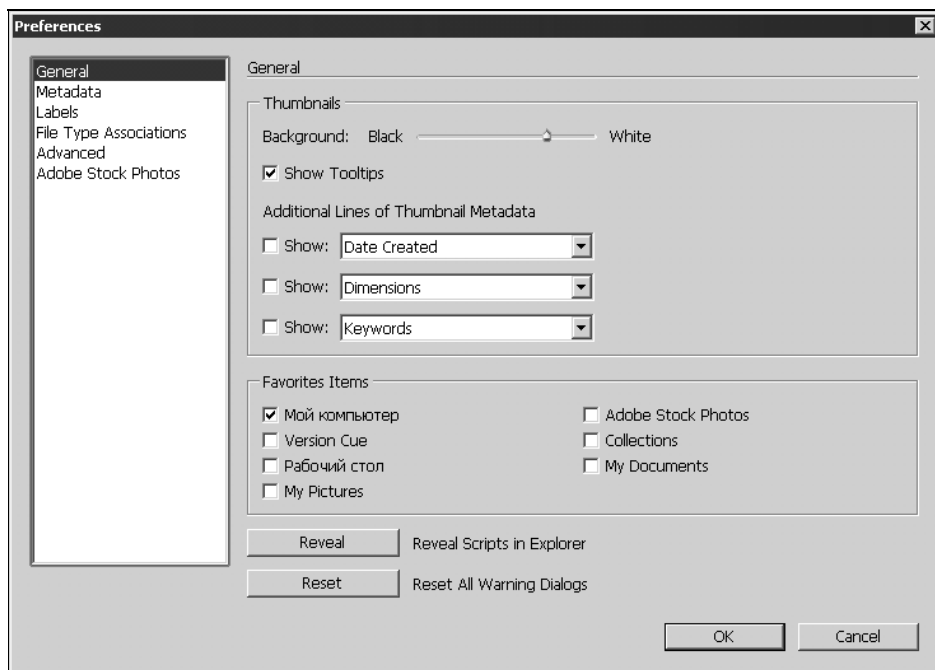 Preferences
General
Metadata
Labels
File Type Associations
Advanced
Adobe Stock Photos
General
Thumbnails
Background: Black White
Show Tooltips
Additional Lines of Thumbnail Metadata
Show: Date Created
Show: Dimensions
Show: Keywords
Favorites Items
Мой компьютер Adobe Stock Photos
Version Cue Collections
Рабочий стол My Documents
My Pictures
Reveal Reveal Scripts in Explorer
Reset Reset All Warning Dialogs
OK Cancel